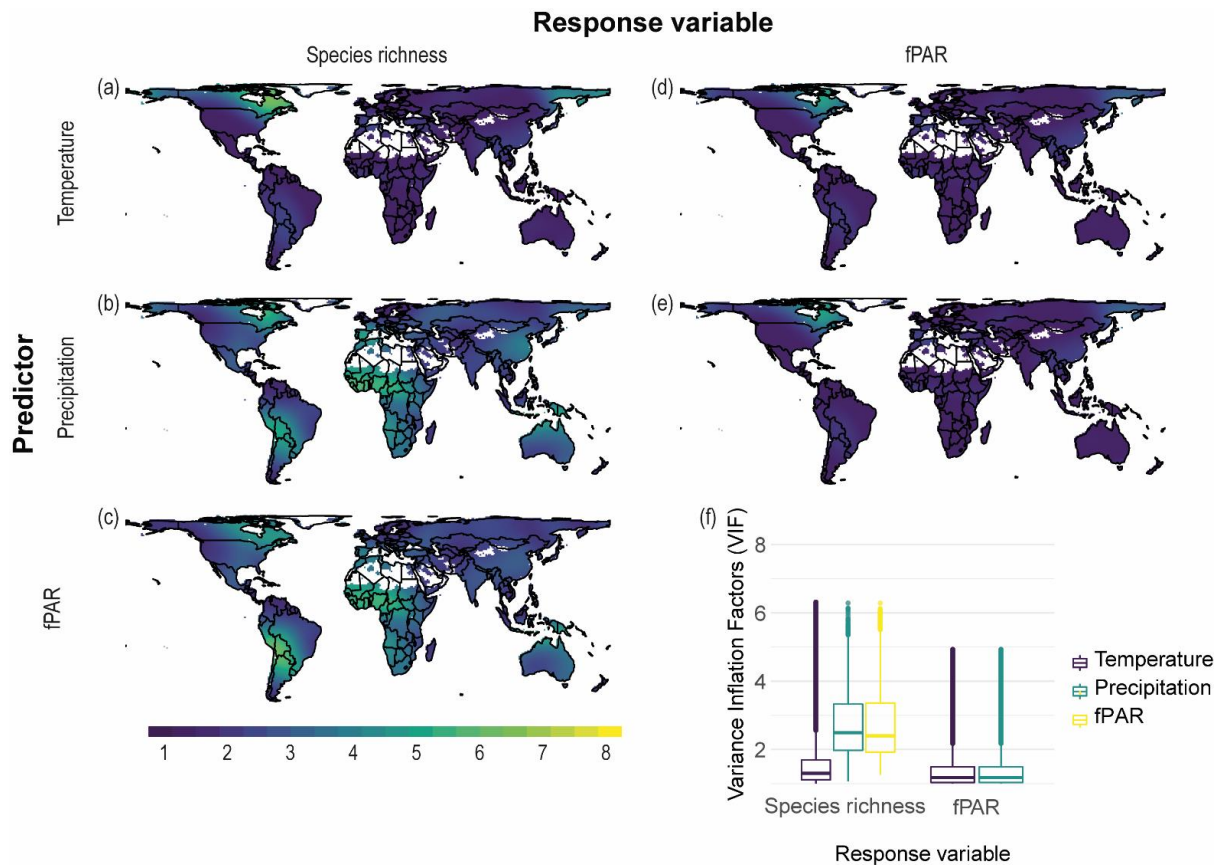 Response variable
Species richness
fPAR
(a)
(d)
Temperature
(b)
(e)
Predictor
Precipitation
(c)
(f)
fPAR
Variance Inflation Factors (VIF)
8
6
4
2
Temperature
Precipitation
fPAR
1 2 3 4 5 6 7 8
Species richness
fPAR
Response variable